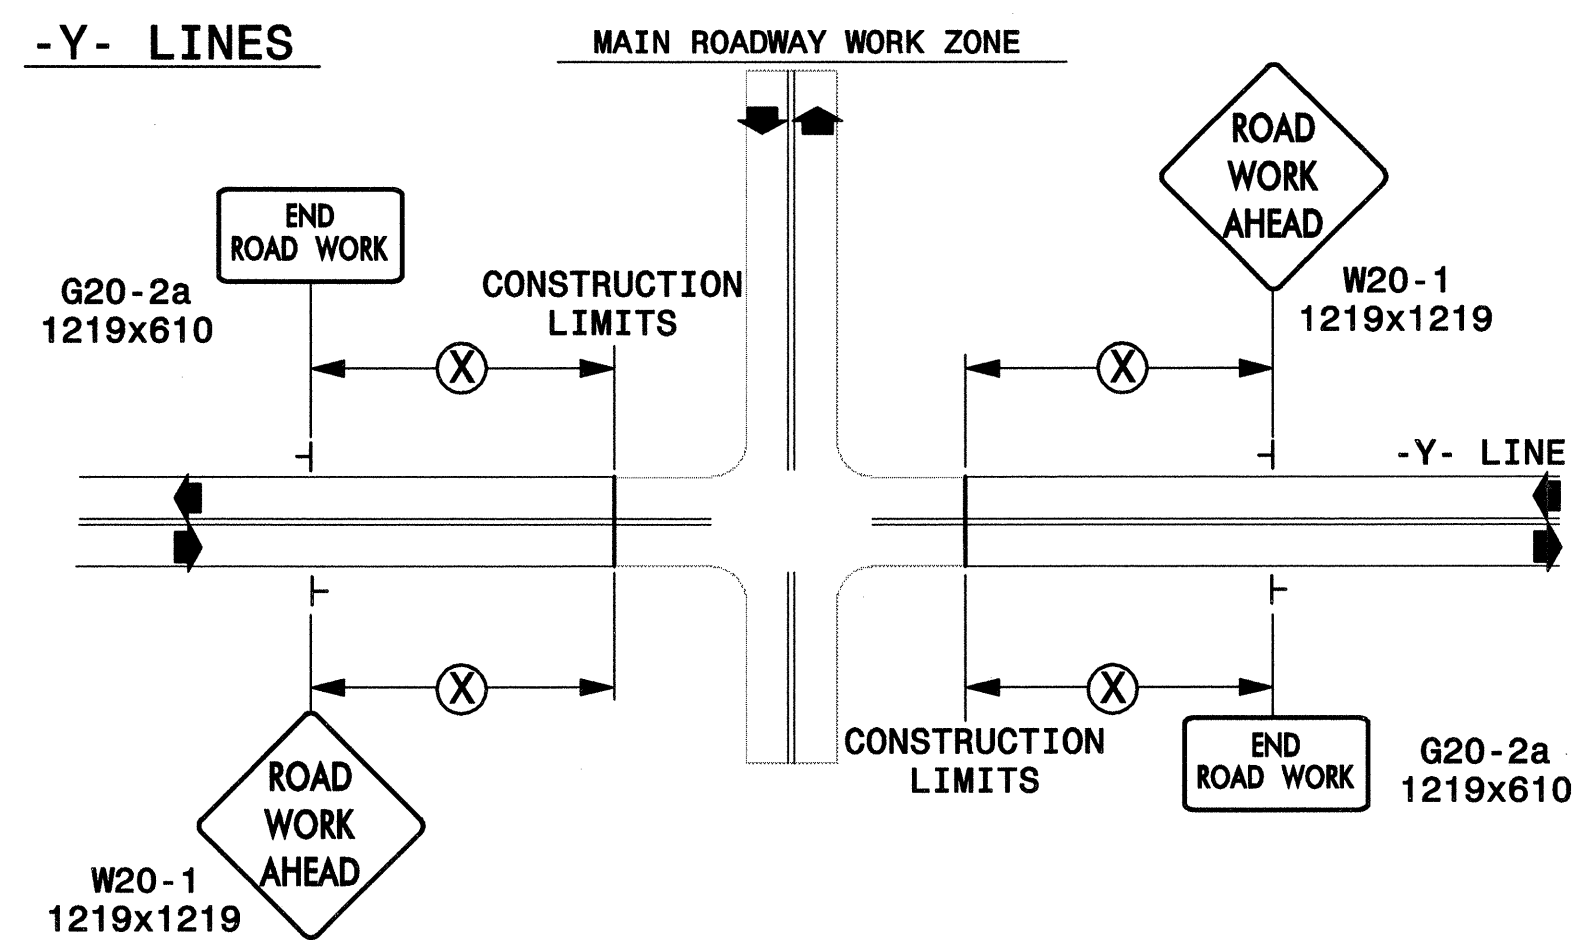 -Y- LINES
MAIN ROADWAY WORK ZONE
ROAD
WORK
AHEAD
END
ROAD WORK
G20-2a
1219x610
CONSTRUCTION
LIMITS
W20-1
1219x1219
X
X
-Y- LINE
X
X
CONSTRUCTION
LIMITS
END
ROAD WORK
G20-2a
1219x610
ROAD
WORK
AHEAD
W20-1
1219x1219